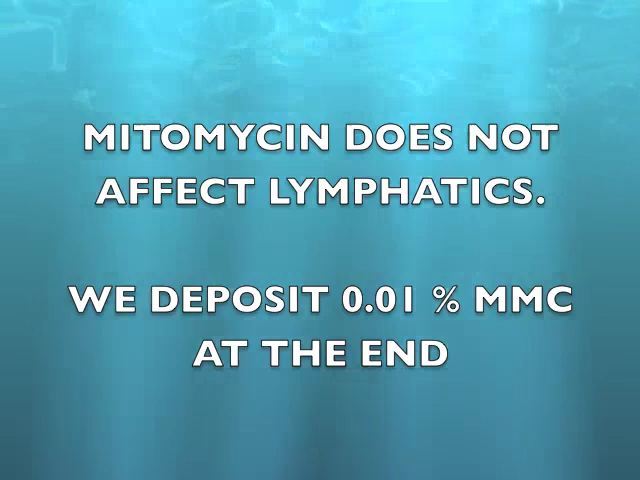 MITOMYCIN DOES NOT
AFFECT LYMPHATICS.
WE DEPOSIT 0.01 % MMC
AT THE END